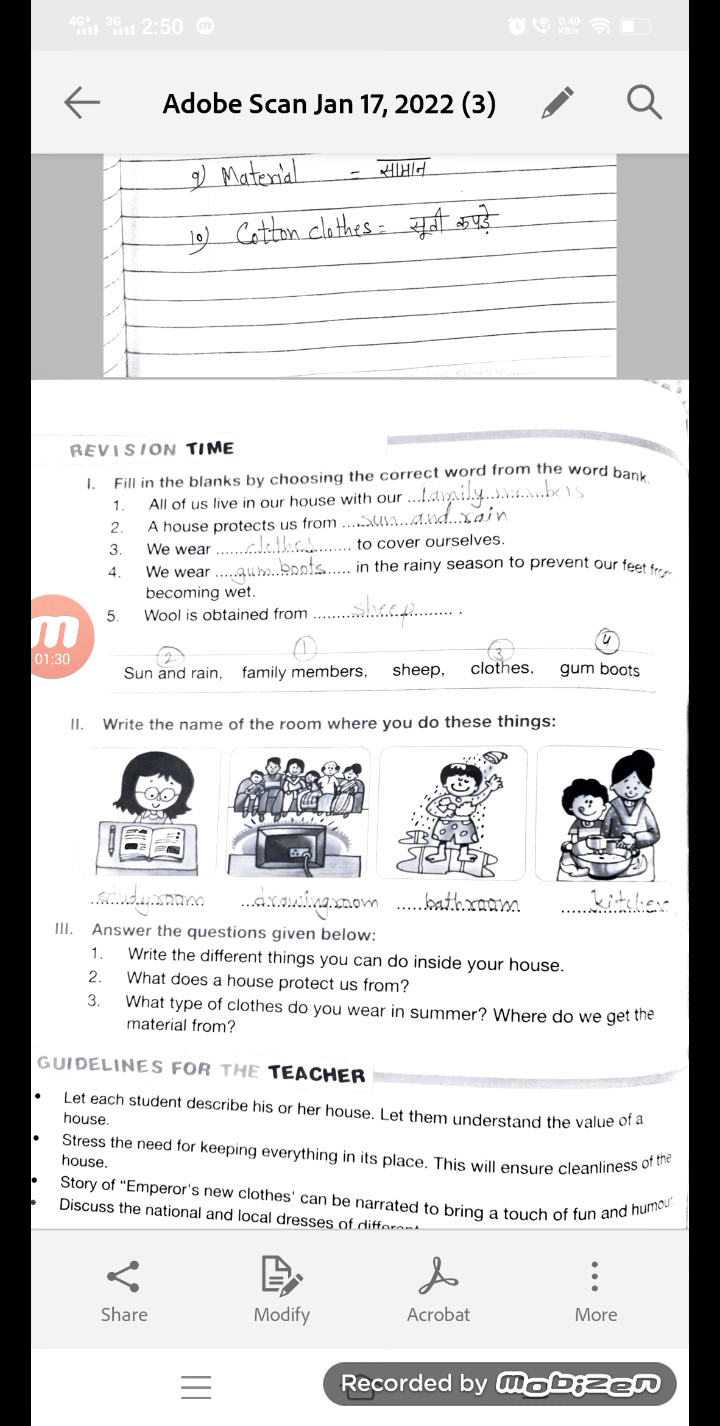 4G+ 3G 2:50 m 0.40 KB/s
Adobe Scan Jan 17, 2022 (3)
9) Material = सामान
10) Cotton clothes = सूती कपड़े
REVISION TIME
I. Fill in the blanks by choosing the correct word from the word bank.
1. All of us live in our house with our ...family members
2. A house protects us from ....sun and rain
3. We wear ......clothes...... to cover ourselves.
4. We wear ....gum boots..... in the rainy season to prevent our feet from
becoming wet.
5. Wool is obtained from ........sheep........ .
m
01:30
2 1 3 4
Sun and rain, family members, sheep, clothes, gum boots
II. Write the name of the room where you do these things:
..studyroom ...drawingroom .....bathroom ......kitchen
III. Answer the questions given below:
1. Write the different things you can do inside your house.
2. What does a house protect us from?
3. What type of clothes do you wear in summer? Where do we get the
material from?
GUIDELINES FOR THE TEACHER
• Let each student describe his or her house. Let them understand the value of a
house.
• Stress the need for keeping everything in its place. This will ensure cleanliness of the
house.
• Story of "Emperor's new clothes' can be narrated to bring a touch of fun and humour
• Discuss the national and local dresses of different
Share Modify Acrobat More
Recorded by mobizen